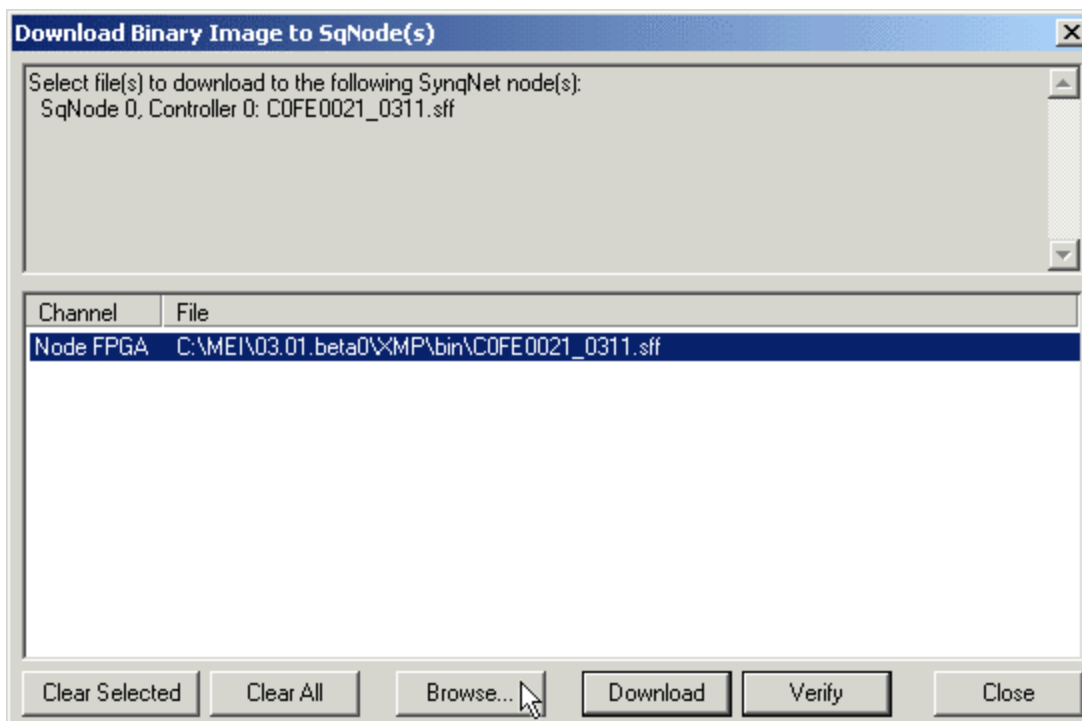 Download Binary Image to SqNode(s)
Select file(s) to download to the following SynqNet node(s):
SqNode 0, Controller 0: C0FE0021_0311.sff
Channel File
Node FPGA C:\MEI\03.01.beta0\XMP\bin\C0FE0021_0311.sff
Clear Selected Clear All Browse... Download Verify Close